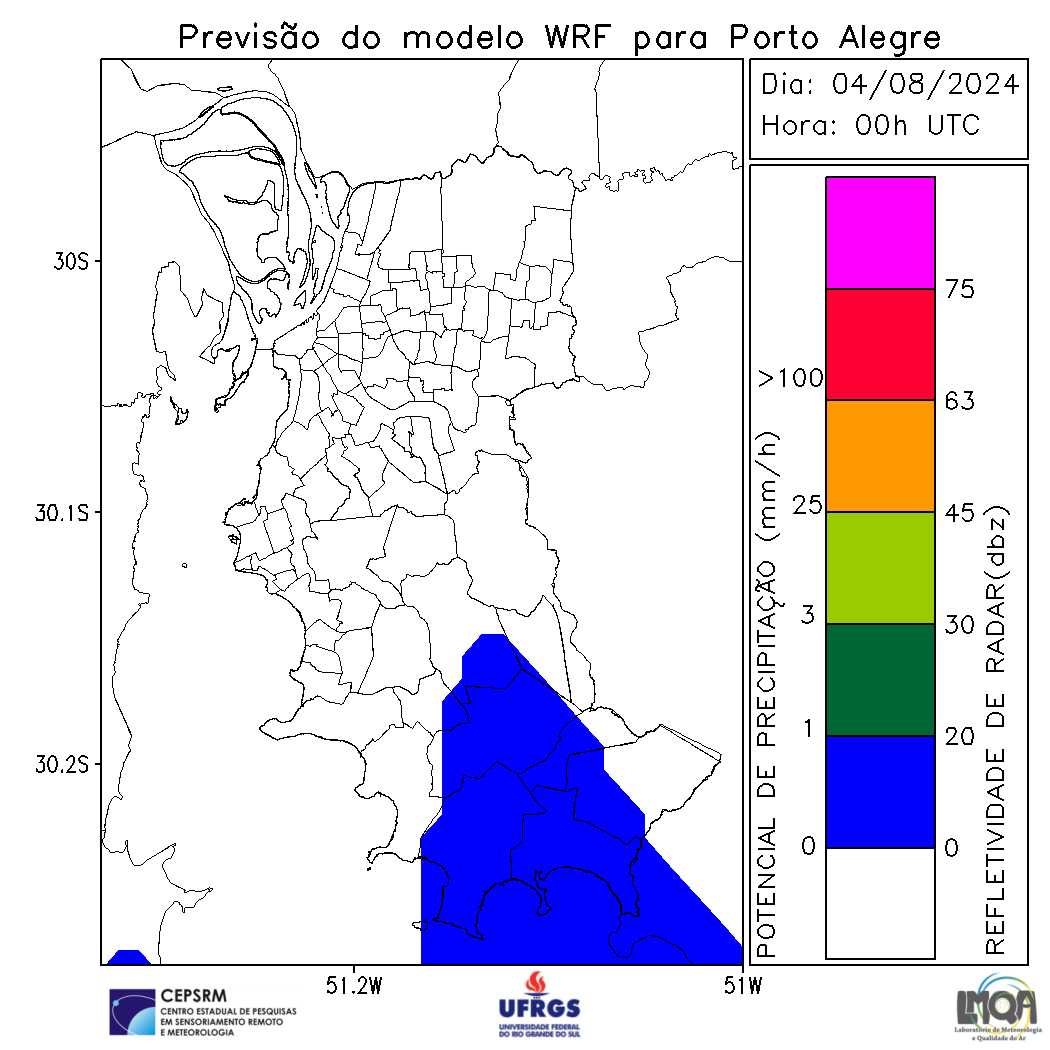 Previsão do modelo WRF para Porto Alegre
Dia: 04/08/2024
Hora: 00h UTC
30S
30.1S
30.2S
51.2W
51W
POTENCIAL DE PRECIPITAÇÃO (mm/h)
>100
25
3
1
0
75
63
45
30
20
0
REFLETIVIDADE DE RADAR(dbz)
CEPSRM
CENTRO ESTADUAL DE PESQUISAS
EM SENSORIAMENTO REMOTO
E METEOROLOGIA
UFRGS
UNIVERSIDADE FEDERAL
DO RIO GRANDE DO SUL
LMQA
Laboratório de Meteorologia
e Qualidade do Ar